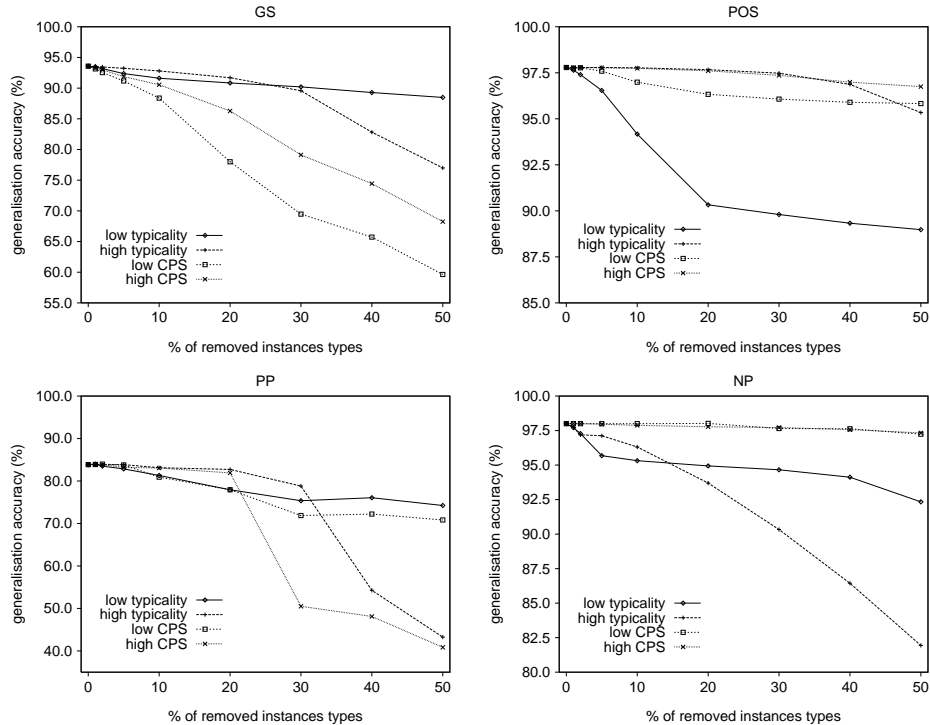 GS
generalisation accuracy (%)
100.0
95.0
90.0
85.0
80.0
75.0
70.0
65.0
60.0
55.0
low typicality
high typicality
low CPS
high CPS
0 10 20 30 40 50
% of removed instances types
POS
generalisation accuracy (%)
100.0
97.5
95.0
92.5
90.0
87.5
85.0
low typicality
high typicality
low CPS
high CPS
0 10 20 30 40 50
% of removed instances types
PP
generalisation accuracy (%)
100.0
90.0
80.0
70.0
60.0
50.0
40.0
low typicality
high typicality
low CPS
high CPS
0 10 20 30 40 50
% of removed instances types
NP
generalisation accuracy (%)
100.0
97.5
95.0
92.5
90.0
87.5
85.0
82.5
80.0
low typicality
high typicality
low CPS
high CPS
0 10 20 30 40 50
% of removed instances types